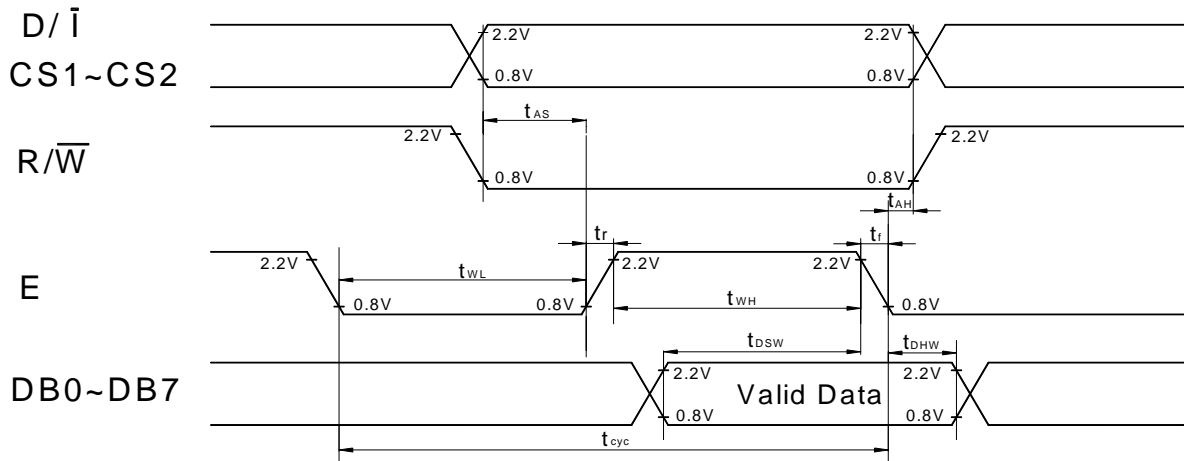 D/ Ī
2.2V 2.2V
CS1~CS2
0.8V 0.8V
tAS
2.2V 2.2V
R/W̅
0.8V 0.8V
tAH
tr tf
2.2V 2.2V 2.2V
tWL
E
0.8V 0.8V 0.8V
tWH
tDSW tDHW
2.2V 2.2V
DB0~DB7 Valid Data
0.8V 0.8V
tcyc